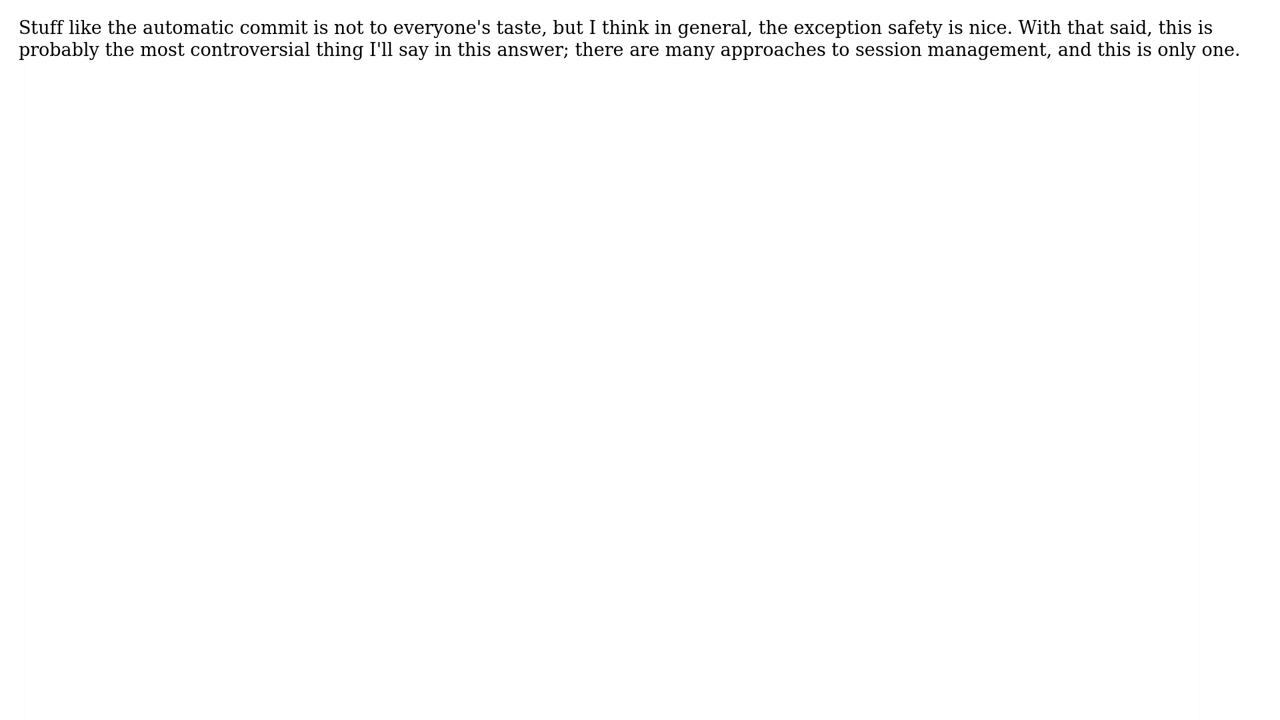 Stuff like the automatic commit is not to everyone's taste, but I think in general, the exception safety is nice. With that said, this is
probably the most controversial thing I'll say in this answer; there are many approaches to session management, and this is only one.